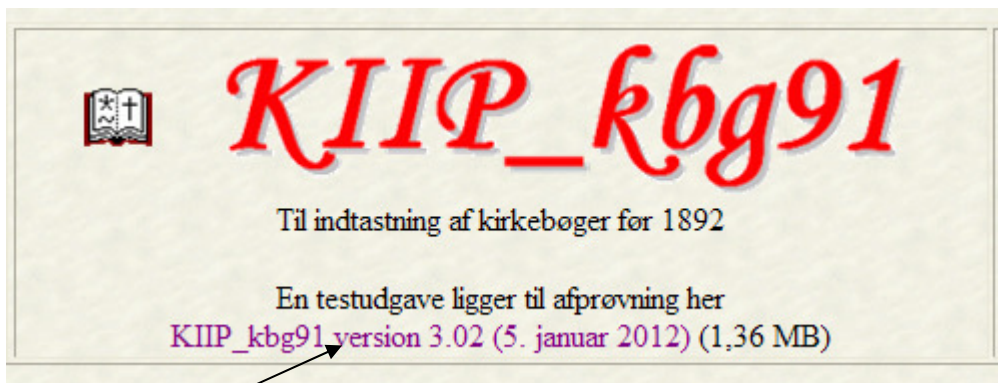 KIIP_kbg91
Til indtastning af kirkebøger før 1892
En testudgave ligger til afprøvning her
KIIP_kbg91 version 3.02 (5. januar 2012) (1,36 MB)